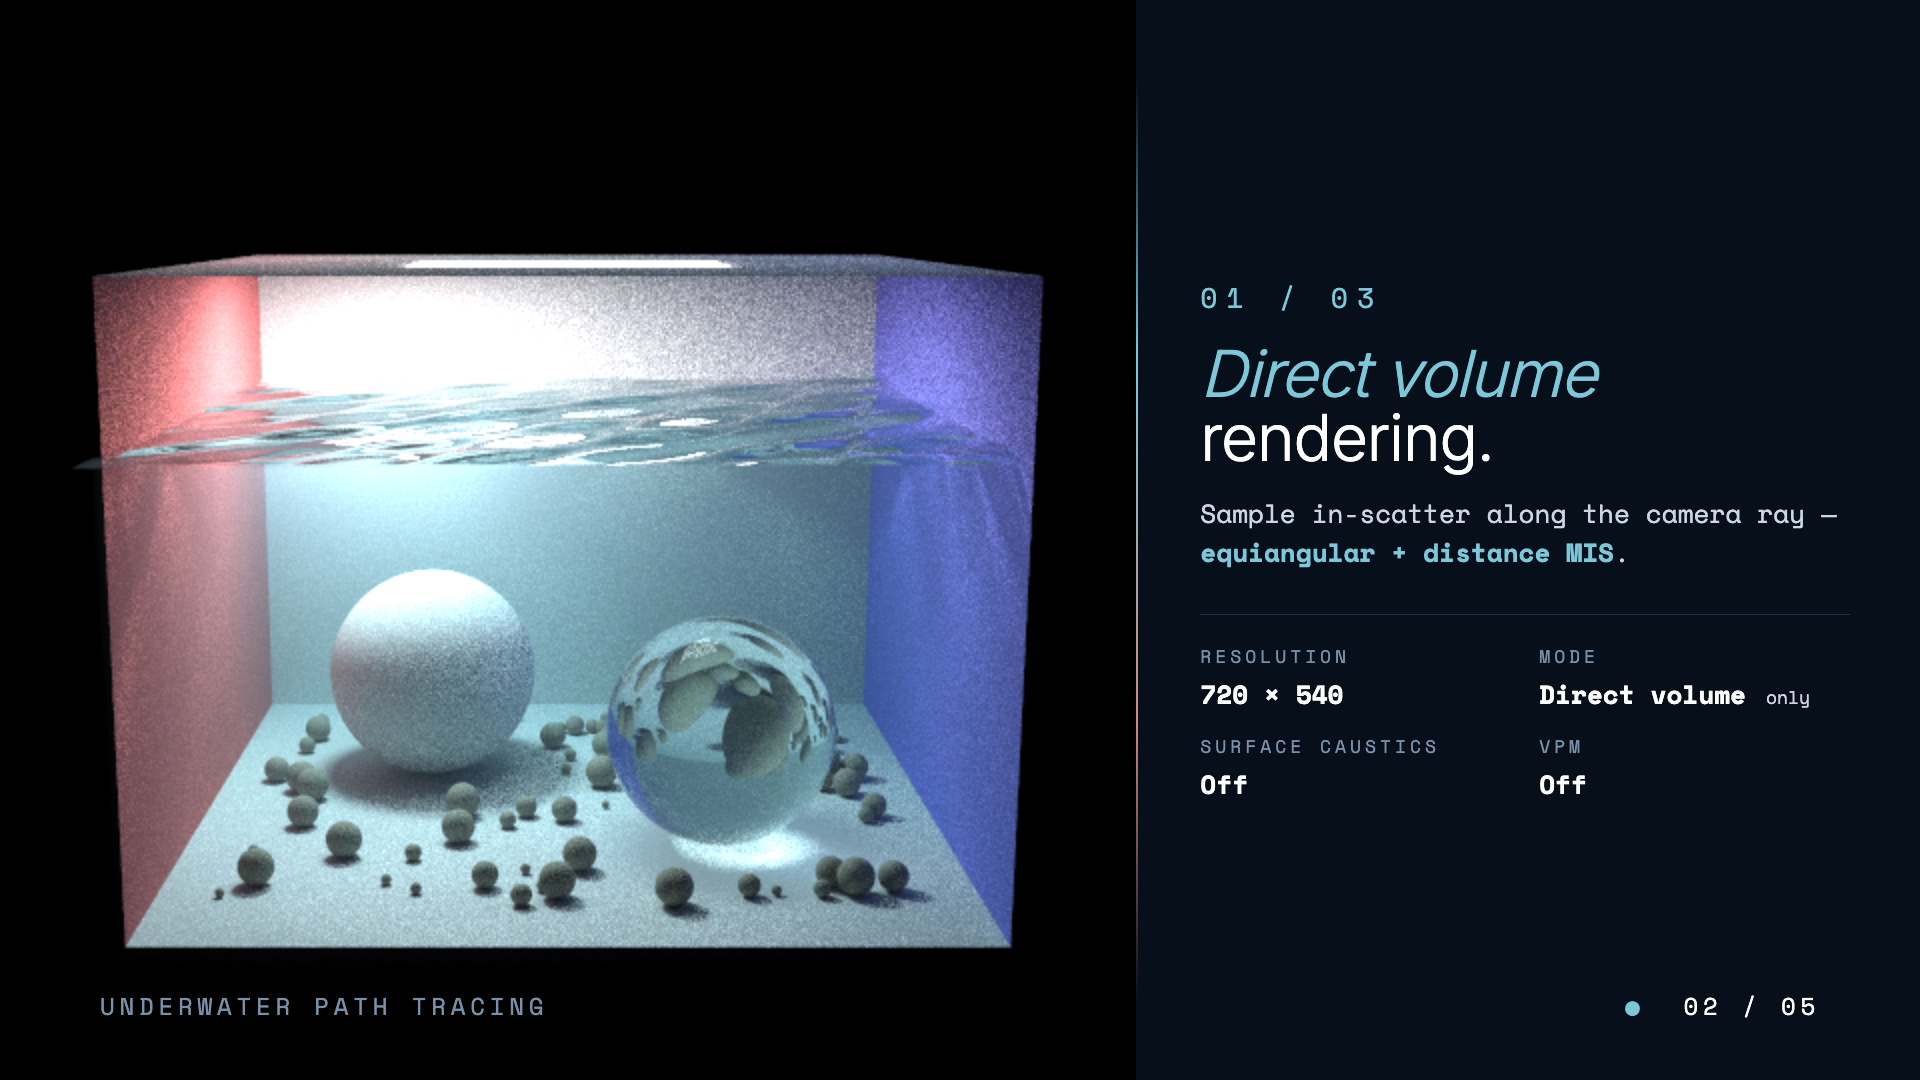 01 / 03
Direct volume
rendering.
Sample in-scatter along the camera ray —
equiangular + distance MIS.
RESOLUTION
720 × 540
MODE
Direct volume only
SURFACE CAUSTICS
Off
VPM
Off
UNDERWATER PATH TRACING
02 / 05